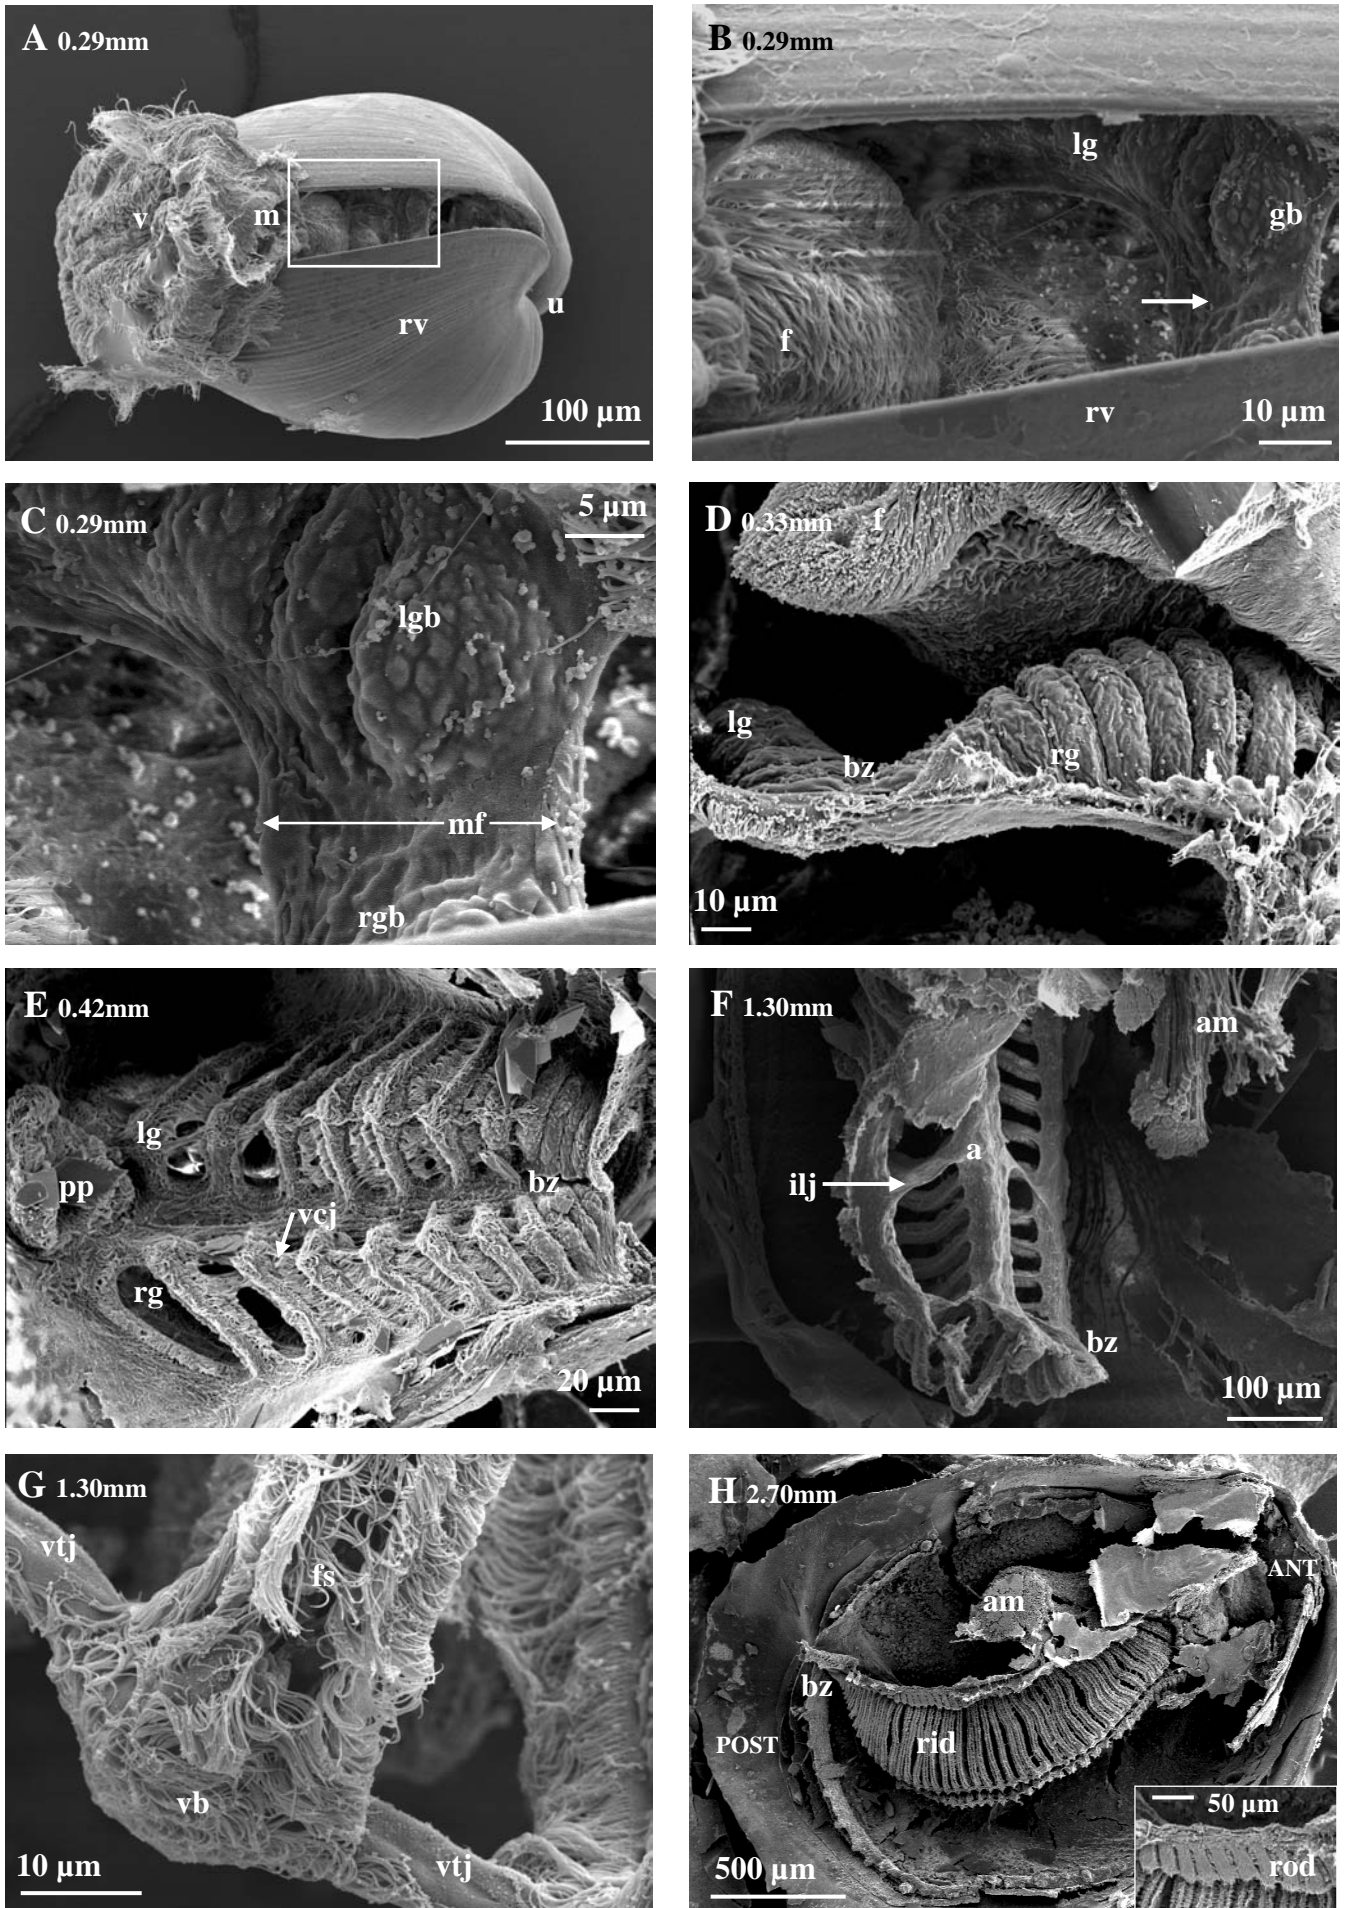 A 0.29mm
v
m
rv
u
100 µm
B 0.29mm
lg
gb
f
rv
10 µm
C 0.29mm
5 µm
lgb
mf
rgb
D 0.33mm
f
lg
bz
rg
10 µm
E 0.42mm
lg
pp
bz
vcj
rg
20 µm
F 1.30mm
am
a
ilj
bz
100 µm
G 1.30mm
vtj
fs
vb
vtj
10 µm
H 2.70mm
ANT
am
bz
POST
rid
50 µm
rod
500 µm